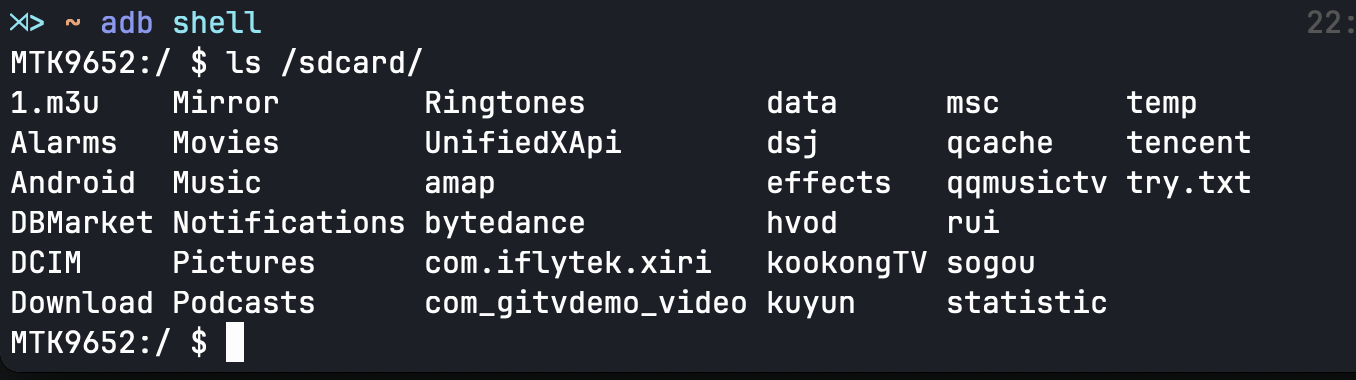 ~ adb shell 22:
MTK9652:/ $ ls /sdcard/
1.m3u Mirror Ringtones data msc temp
Alarms Movies UnifiedXApi dsj qcache tencent
Android Music amap effects qqmusictv try.txt
DBMarket Notifications bytedance hvod rui
DCIM Pictures com.iflytek.xiri kookongTV sogou
Download Podcasts com_gitvdemo_video kuyun statistic
MTK9652:/ $